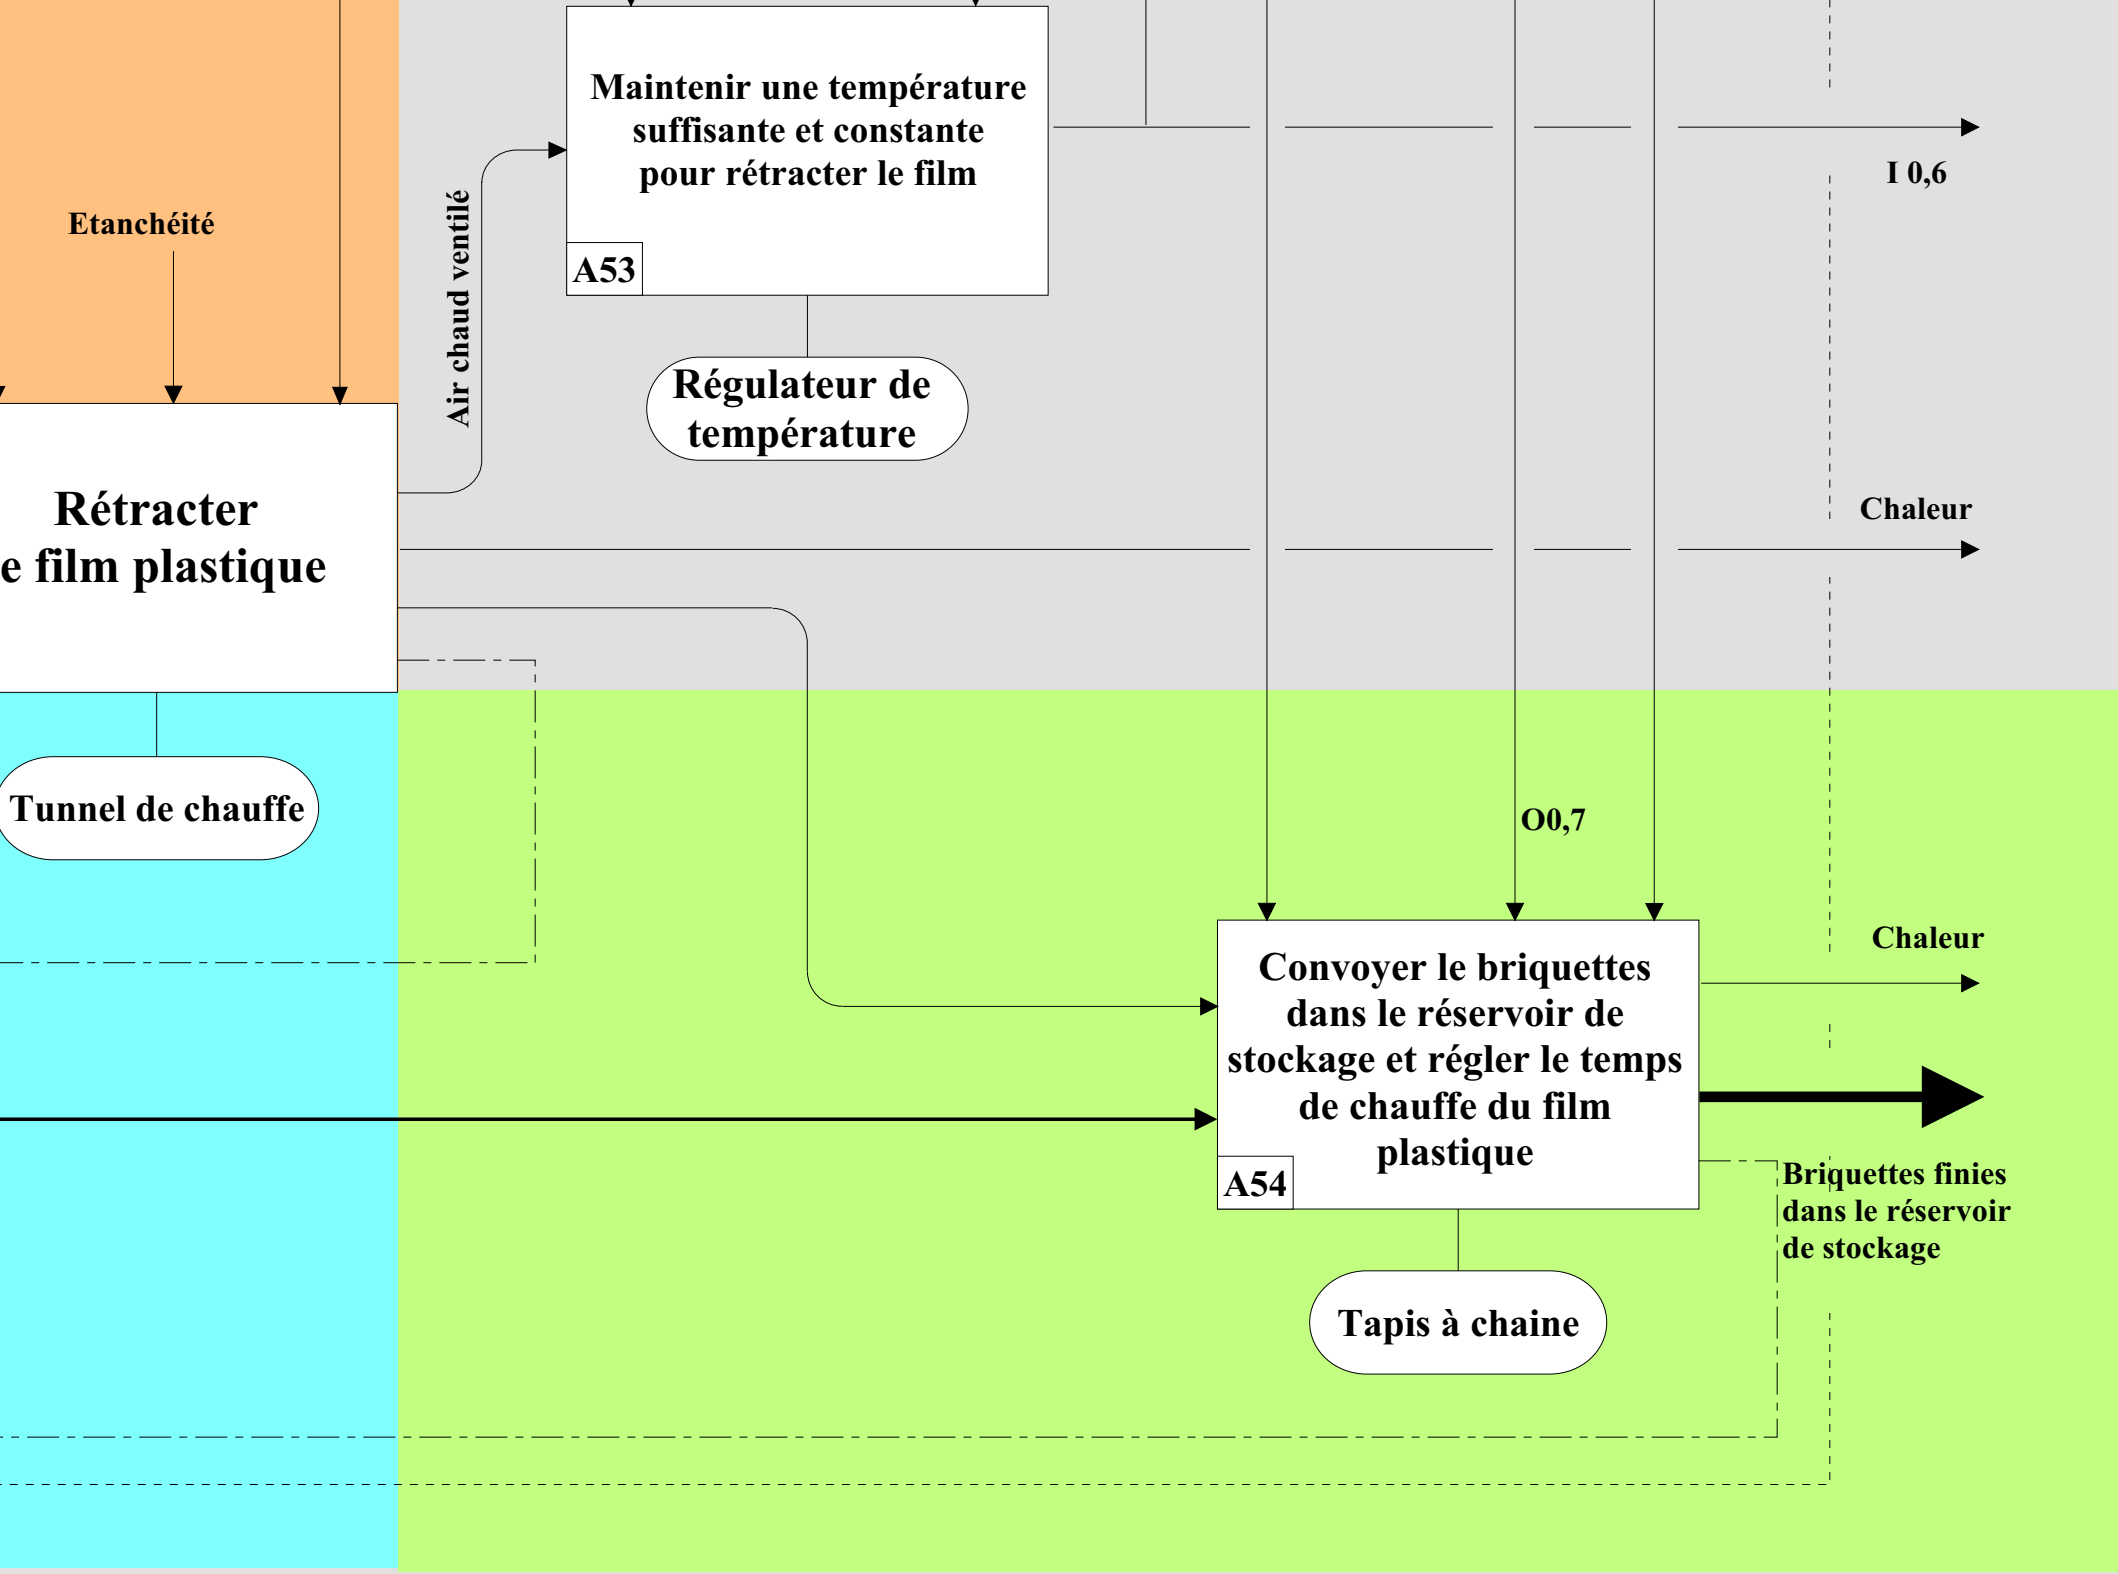 Maintenir une température
suffisante et constante
pour rétracter le film
A53
I 0,6
Etanchéité
Air chaud ventilé
Régulateur de
température
Rétracter
e film plastique
Chaleur
Tunnel de chauffe
O0,7
Chaleur
Convoyer le briquettes
dans le réservoir de
stockage et régler le temps
de chauffe du film
plastique
A54
Briquettes finies
dans le réservoir
de stockage
Tapis à chaine